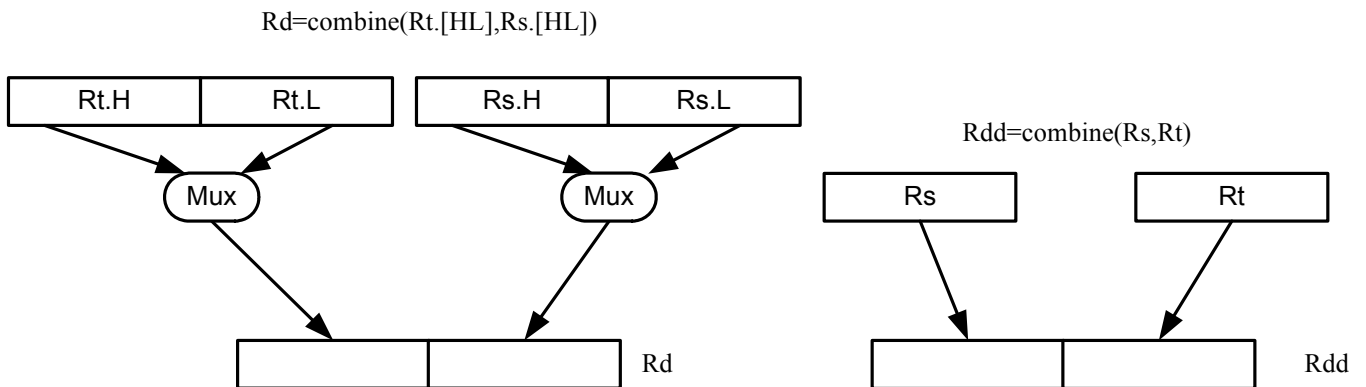 Rd=combine(Rt.[HL],Rs.[HL])
Rt.H Rt.L Rs.H Rs.L
Mux Mux
Rd
Rdd=combine(Rs,Rt)
Rs Rt
Rdd